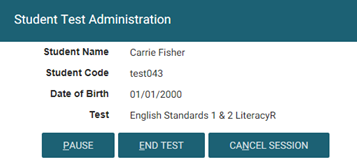 Student Test Administration
Student Name Carrie Fisher
Student Code test043
Date of Birth 01/01/2000
Test English Standards 1 & 2 LiteracyR
PAUSE END TEST CANCEL SESSION